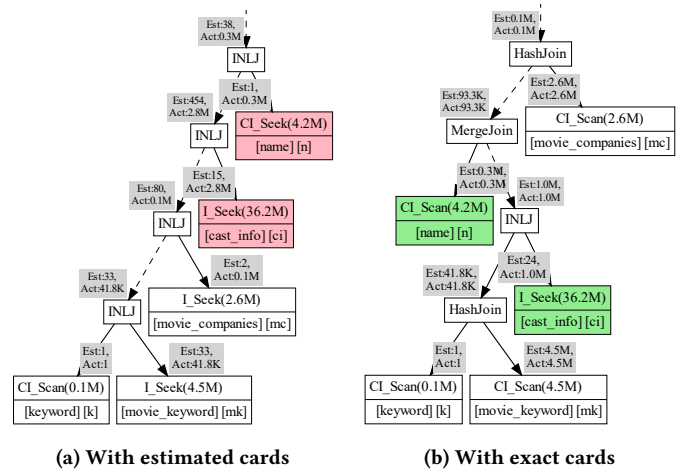 Est:38,
Act:0.3M
INLJ
Est:1,
Act:0.3M
Est:454,
Act:2.8M
CI_Seek(4.2M)
[name] [n]
INLJ
Est:15,
Act:2.8M
Est:80,
Act:0.1M
I_Seek(36.2M)
[cast_info] [ci]
INLJ
Est:2,
Act:0.1M
Est:33,
Act:41.8K
I_Seek(2.6M)
[movie_companies] [mc]
INLJ
Est:1,
Act:1
Est:33,
Act:41.8K
CI_Scan(0.1M)
[keyword] [k]
I_Seek(4.5M)
[movie_keyword] [mk]
(a) With estimated cards
Est:0.1M,
Act:0.1M
HashJoin
Est:2.6M,
Act:2.6M
Est:93.3K,
Act:93.3K
CI_Scan(2.6M)
[movie_companies] [mc]
MergeJoin
Est:0.3M,
Act:0.3M
Est:1.0M,
Act:1.0M
CI_Scan(4.2M)
[name] [n]
INLJ
Est:24,
Act:1.0M
Est:41.8K,
Act:41.8K
I_Seek(36.2M)
[cast_info] [ci]
HashJoin
Est:1,
Act:1
Est:4.5M,
Act:4.5M
CI_Scan(0.1M)
[keyword] [k]
CI_Scan(4.5M)
[movie_keyword] [mk]
(b) With exact cards